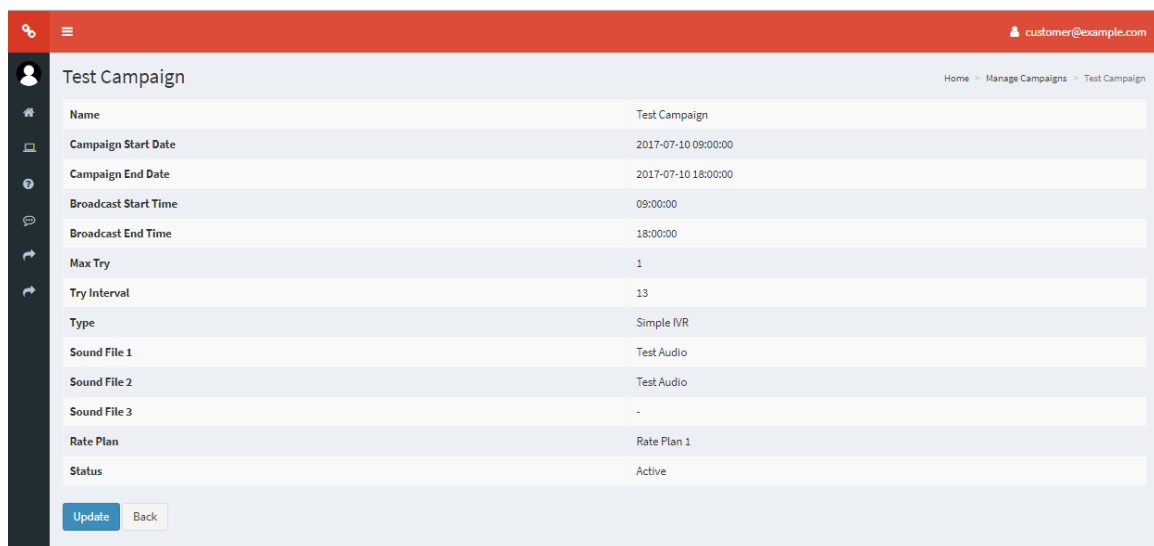 customer@example.com
Test Campaign
Home > Manage Campaigns > Test Campaign
Name Test Campaign
Campaign Start Date 2017-07-10 09:00:00
Campaign End Date 2017-07-10 18:00:00
Broadcast Start Time 09:00:00
Broadcast End Time 18:00:00
Max Try 1
Try Interval 13
Type Simple IVR
Sound File 1 Test Audio
Sound File 2 Test Audio
Sound File 3 -
Rate Plan Rate Plan 1
Status Active
Update Back